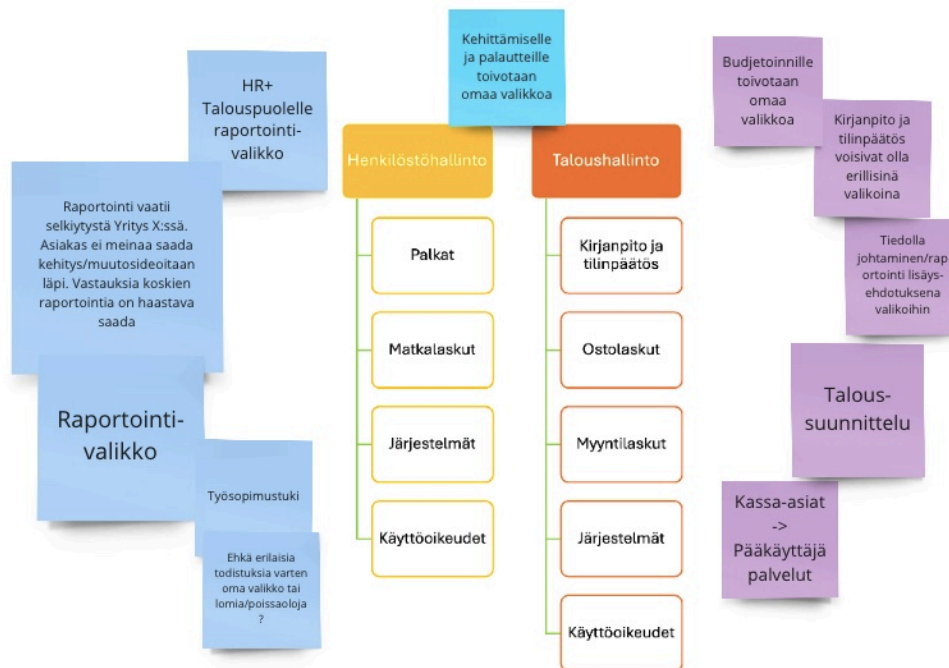 Kehittämiselle
ja palautteille
toivotaan
omaa valikkoa
HR+
Talouspuolelle
raportointi-
valikko
Raportointi vaatii
selkiytystä Yritys X:ssä.
Asiakas ei meinaa saada
kehitys/muutosideoitaan
läpi. Vastauksia koskien
raportointia on haastava
saada
Raportointi-
valikko
Työsopimustuki
Ehkä erilaisia
todistuksia varten
oma valikko tai
lomia/poissaoloja
?
Henkilöstöhallinto
Palkat
Matkalaskut
Järjestelmät
Käyttöoikeudet
Taloushallinto
Kirjanpito ja
tilinpäätös
Ostolaskut
Myyntilaskut
Järjestelmät
Käyttöoikeudet
Budjetoinnille
toivotaan
omaa
valikkoa
Kirjanpito ja
tilinpäätös
voisivat olla
erillisinä
valikoina
Tiedolla
johtaminen/rap
ortointi lisäys-
ehdotuksena
valikoihin
Talous-
suunnittelu
Kassa-asiat
->
Pääkäyttäjä
palvelut